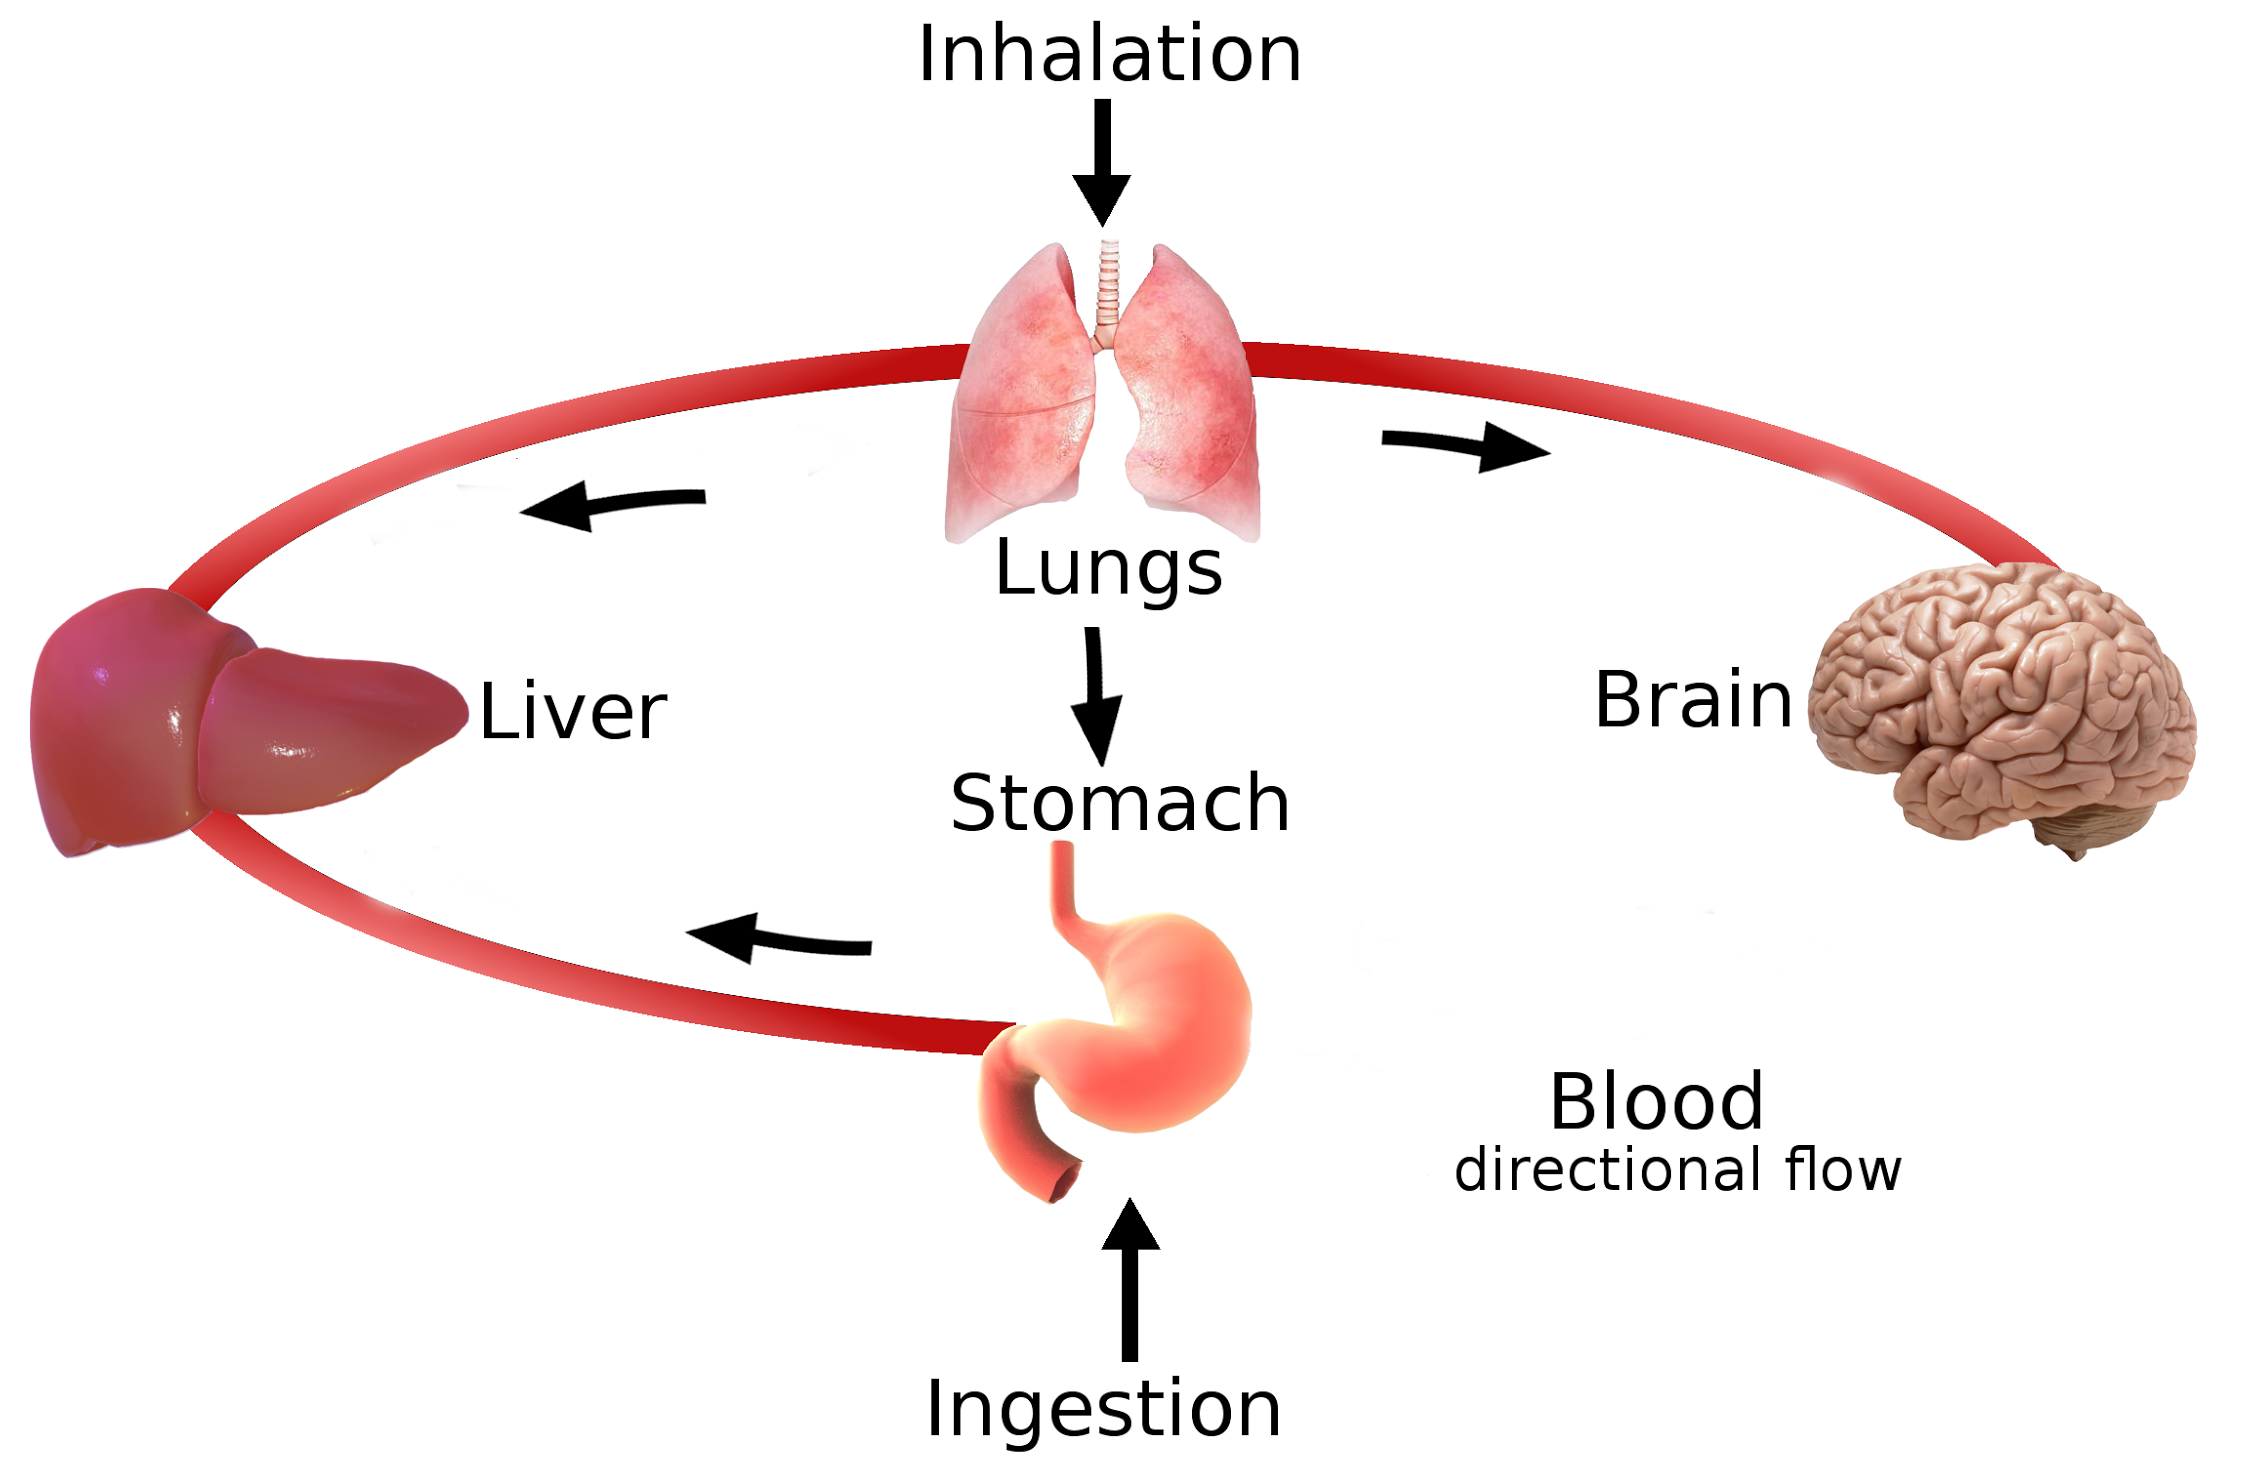 Inhalation
Lungs
Liver
Brain
Stomach
Blood
directional flow
Ingestion